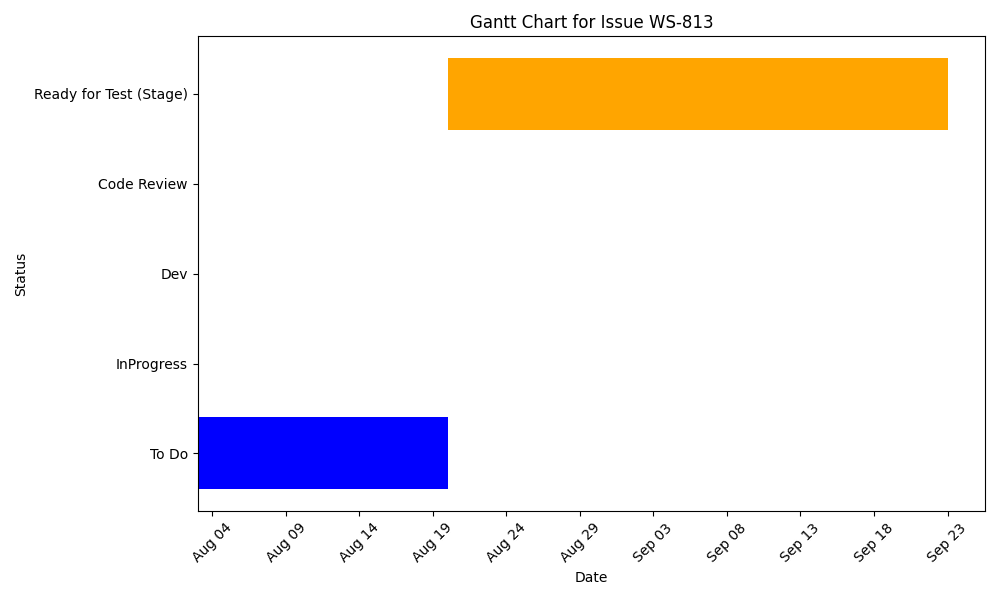 Gantt Chart for Issue WS-813
Status
Ready for Test (Stage)
Code Review
Dev
InProgress
To Do
Aug 04
Aug 09
Aug 14
Aug 19
Aug 24
Aug 29
Sep 03
Sep 08
Sep 13
Sep 18
Sep 23
Date